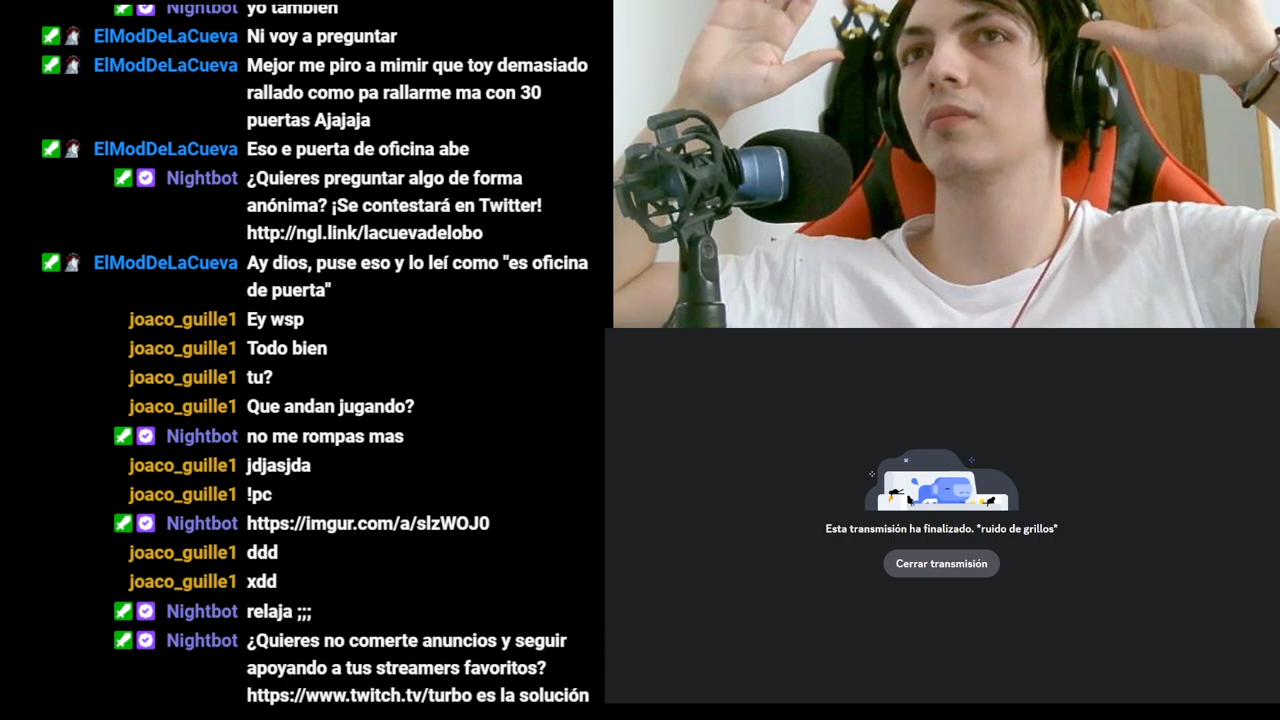 Nightbot yo también
ElModDeLaCueva Ni voy a preguntar
ElModDeLaCueva Mejor me piro a mimir que toy demasiado
rallado como pa rallarme ma con 30
puertas Ajajaja
ElModDeLaCueva Eso e puerta de oficina abe
Nightbot ¿Quieres preguntar algo de forma
anónima? ¡Se contestará en Twitter!
http://ngl.link/lacuevadelobo
ElModDeLaCueva Ay dios, puse eso y lo leí como "es oficina
de puerta"
joaco_guille1 Ey wsp
joaco_guille1 Todo bien
joaco_guille1 tu?
joaco_guille1 Que andan jugando?
Nightbot no me rompas mas
joaco_guille1 jdjasjda
joaco_guille1 !pc
Nightbot https://imgur.com/a/slzWOJ0
joaco_guille1 ddd
joaco_guille1 xdd
Nightbot relaja ;;;
Nightbot ¿Quieres no comerte anuncios y seguir
apoyando a tus streamers favoritos?
https://www.twitch.tv/turbo es la solución
Esta transmisión ha finalizado. *ruido de grillos*
Cerrar transmisión